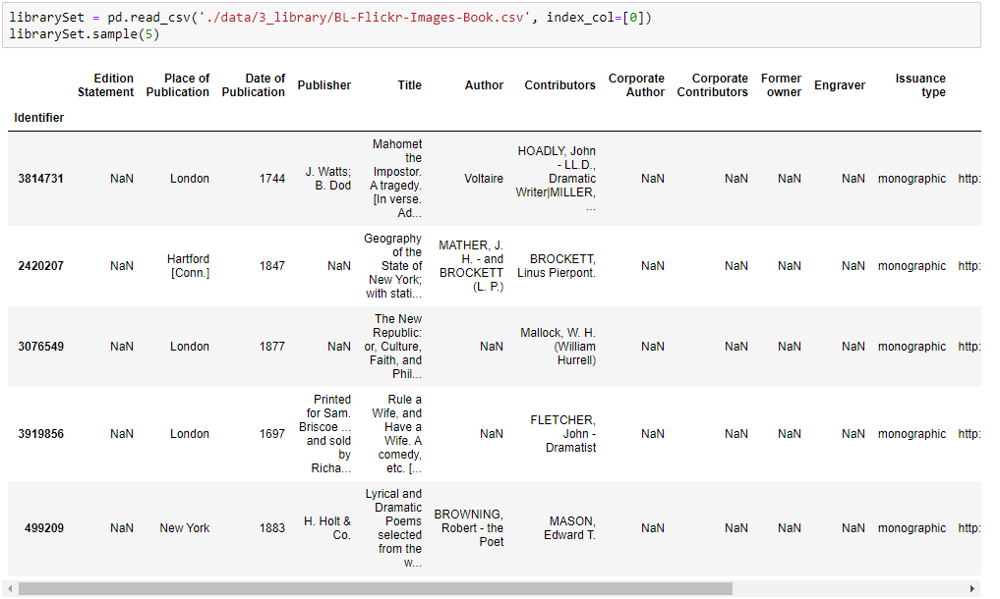 librarySet = pd.read_csv('./data/3_library/BL-Flickr-Images-Book.csv', index_col=[0])
librarySet.sample(5)
Edition Statement Place of Publication Date of Publication Publisher Title Author Contributors Corporate Author Corporate Contributors Former owner Engraver Issuance type
Identifier
3814731 NaN London 1744 J. Watts; B. Dod Mahomet the Impostor. A tragedy. [In verse. Ad... Voltaire HOADLY, John - LL.D., Dramatic Writer|MILLER, ... NaN NaN NaN NaN monographic http:
2420207 NaN Hartford [Conn.] 1847 NaN Geography of the State of New York; with stati... MATHER, J. H. - and BROCKETT (L. P.) BROCKETT, Linus Pierpont. NaN NaN NaN NaN monographic http:
3076549 NaN London 1877 NaN The New Republic: or, Culture, Faith, and Phil... NaN Mallock, W. H. (William Hurrell) NaN NaN NaN NaN monographic http:
3919856 NaN London 1697 Printed for Sam. Briscoe ... and sold by Richa... Rule a Wife, and Have a Wife. A comedy, etc. [... NaN FLETCHER, John - Dramatist NaN NaN NaN NaN monographic http:
499209 NaN New York 1883 H. Holt & Co. Lyrical and Dramatic Poems selected from the w... BROWNING, Robert - the Poet MASON, Edward T. NaN NaN NaN NaN monographic http: